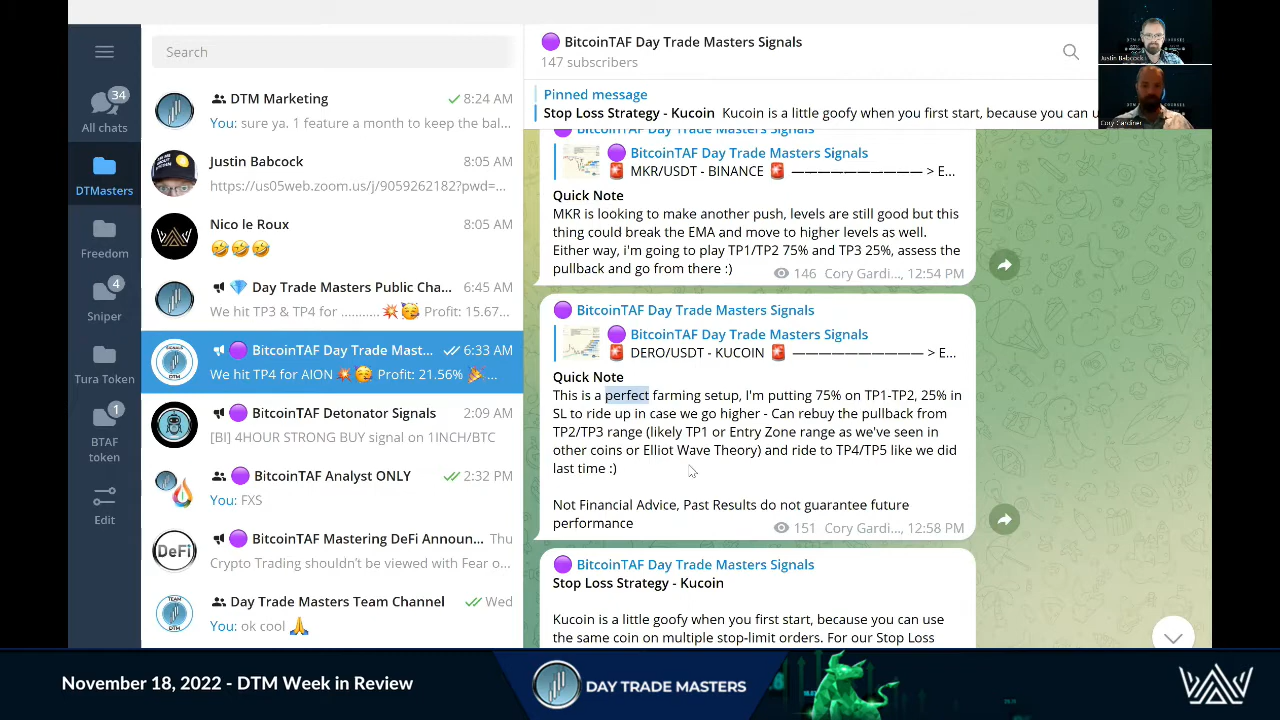 Search
BitcoinTAF Day Trade Masters Signals
147 subscribers
Justin Babcock
Cory Gardiner
Pinned message
Stop Loss Strategy - Kucoin Kucoin is a little goofy when you first start, because you can u
34
All chats
DTMasters
Freedom
4
Sniper
Tura Token
1
BTAF
token
Edit
DTM Marketing 8:24 AM
You: sure ya. 1 feature a month to keep the bal...
Justin Babcock 8:05 AM
https://us05web.zoom.us/j/9059262182?pwd=...
Nico le Roux 8:05 AM
🤣🤣🤣
💎 Day Trade Masters Public Cha... 6:45 AM
We hit TP3 & TP4 for ...........💥🥳 Profit: 15.67...
🟣 BitcoinTAF Day Trade Mast... 6:33 AM
We hit TP4 for AION 💥🥳 Profit: 21.56% 🎉 ...
🟣 BitcoinTAF Detonator Signals 2:09 AM
[BI] 4HOUR STRONG BUY signal on 1INCH/BTC
🟣 BitcoinTAF Analyst ONLY 2:32 PM
You: FXS
🟣 BitcoinTAF Mastering DeFi Announ... Thu
DeFi
Crypto Trading shouldn't be viewed with Fear o...
Day Trade Masters Team Channel Wed
TEAM
DTM
You: ok cool 🙏
BitcoinTAF Day Trade Masters Signals
🟣 BitcoinTAF Day Trade Masters Signals
🚨 MKR/USDT - BINANCE 🚨 ——————————— > E...
Quick Note
MKR is looking to make another push, levels are still good but this
thing could break the EMA and move to higher levels as well.
Either way, i'm going to play TP1/TP2 75% and TP3 25%, assess the
pullback and go from there :)
146 Cory Gardi..., 12:54 PM
BitcoinTAF Day Trade Masters Signals
🟣 BitcoinTAF Day Trade Masters Signals
🚨 DERO/USDT - KUCOIN 🚨 ——————————— > E...
Quick Note
This is a perfect farming setup, I'm putting 75% on TP1-TP2, 25% in
SL to ride up in case we go higher - Can rebuy the pullback from
TP2/TP3 range (likely TP1 or Entry Zone range as we've seen in
other coins or Elliot Wave Theory) and ride to TP4/TP5 like we did
last time :)
Not Financial Advice, Past Results do not guarantee future
performance
151 Cory Gardi..., 12:58 PM
BitcoinTAF Day Trade Masters Signals
Stop Loss Strategy - Kucoin
Kucoin is a little goofy when you first start, because you can use
the same coin on multiple stop-limit orders. For our Stop Loss
November 18, 2022 - DTM Week in Review
DAY TRADE MASTERS